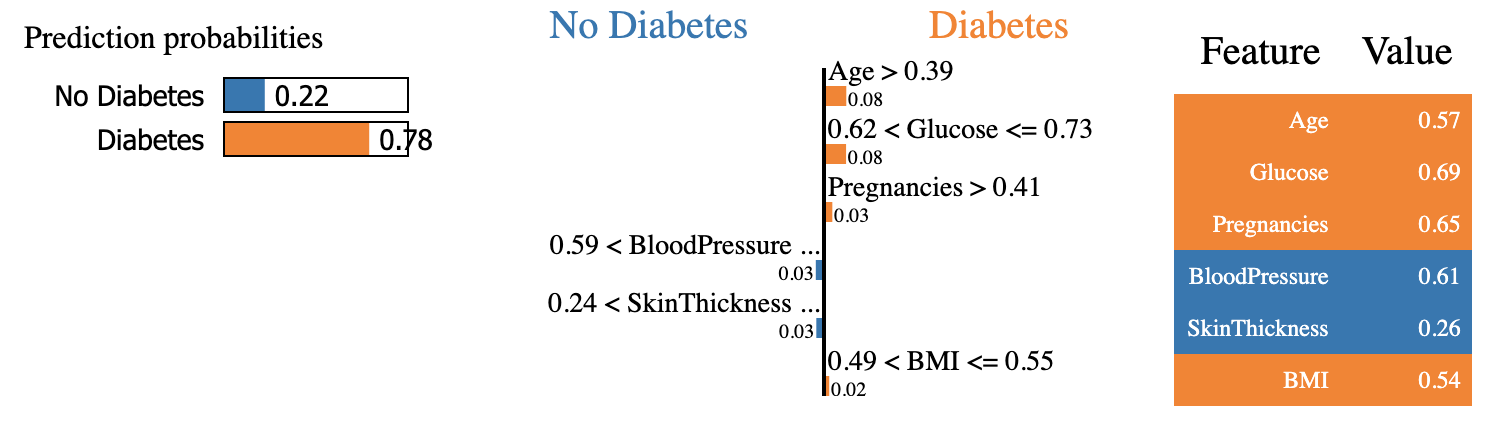 Prediction probabilities
No Diabetes 0.22
Diabetes 0.78
No Diabetes Diabetes
Age > 0.39
0.08
0.62 < Glucose <= 0.73
0.08
Pregnancies > 0.41
0.03
0.59 < BloodPressure ...
0.03
0.24 < SkinThickness ...
0.03
0.49 < BMI <= 0.55
0.02
Feature Value
Age 0.57
Glucose 0.69
Pregnancies 0.65
BloodPressure 0.61
SkinThickness 0.26
BMI 0.54